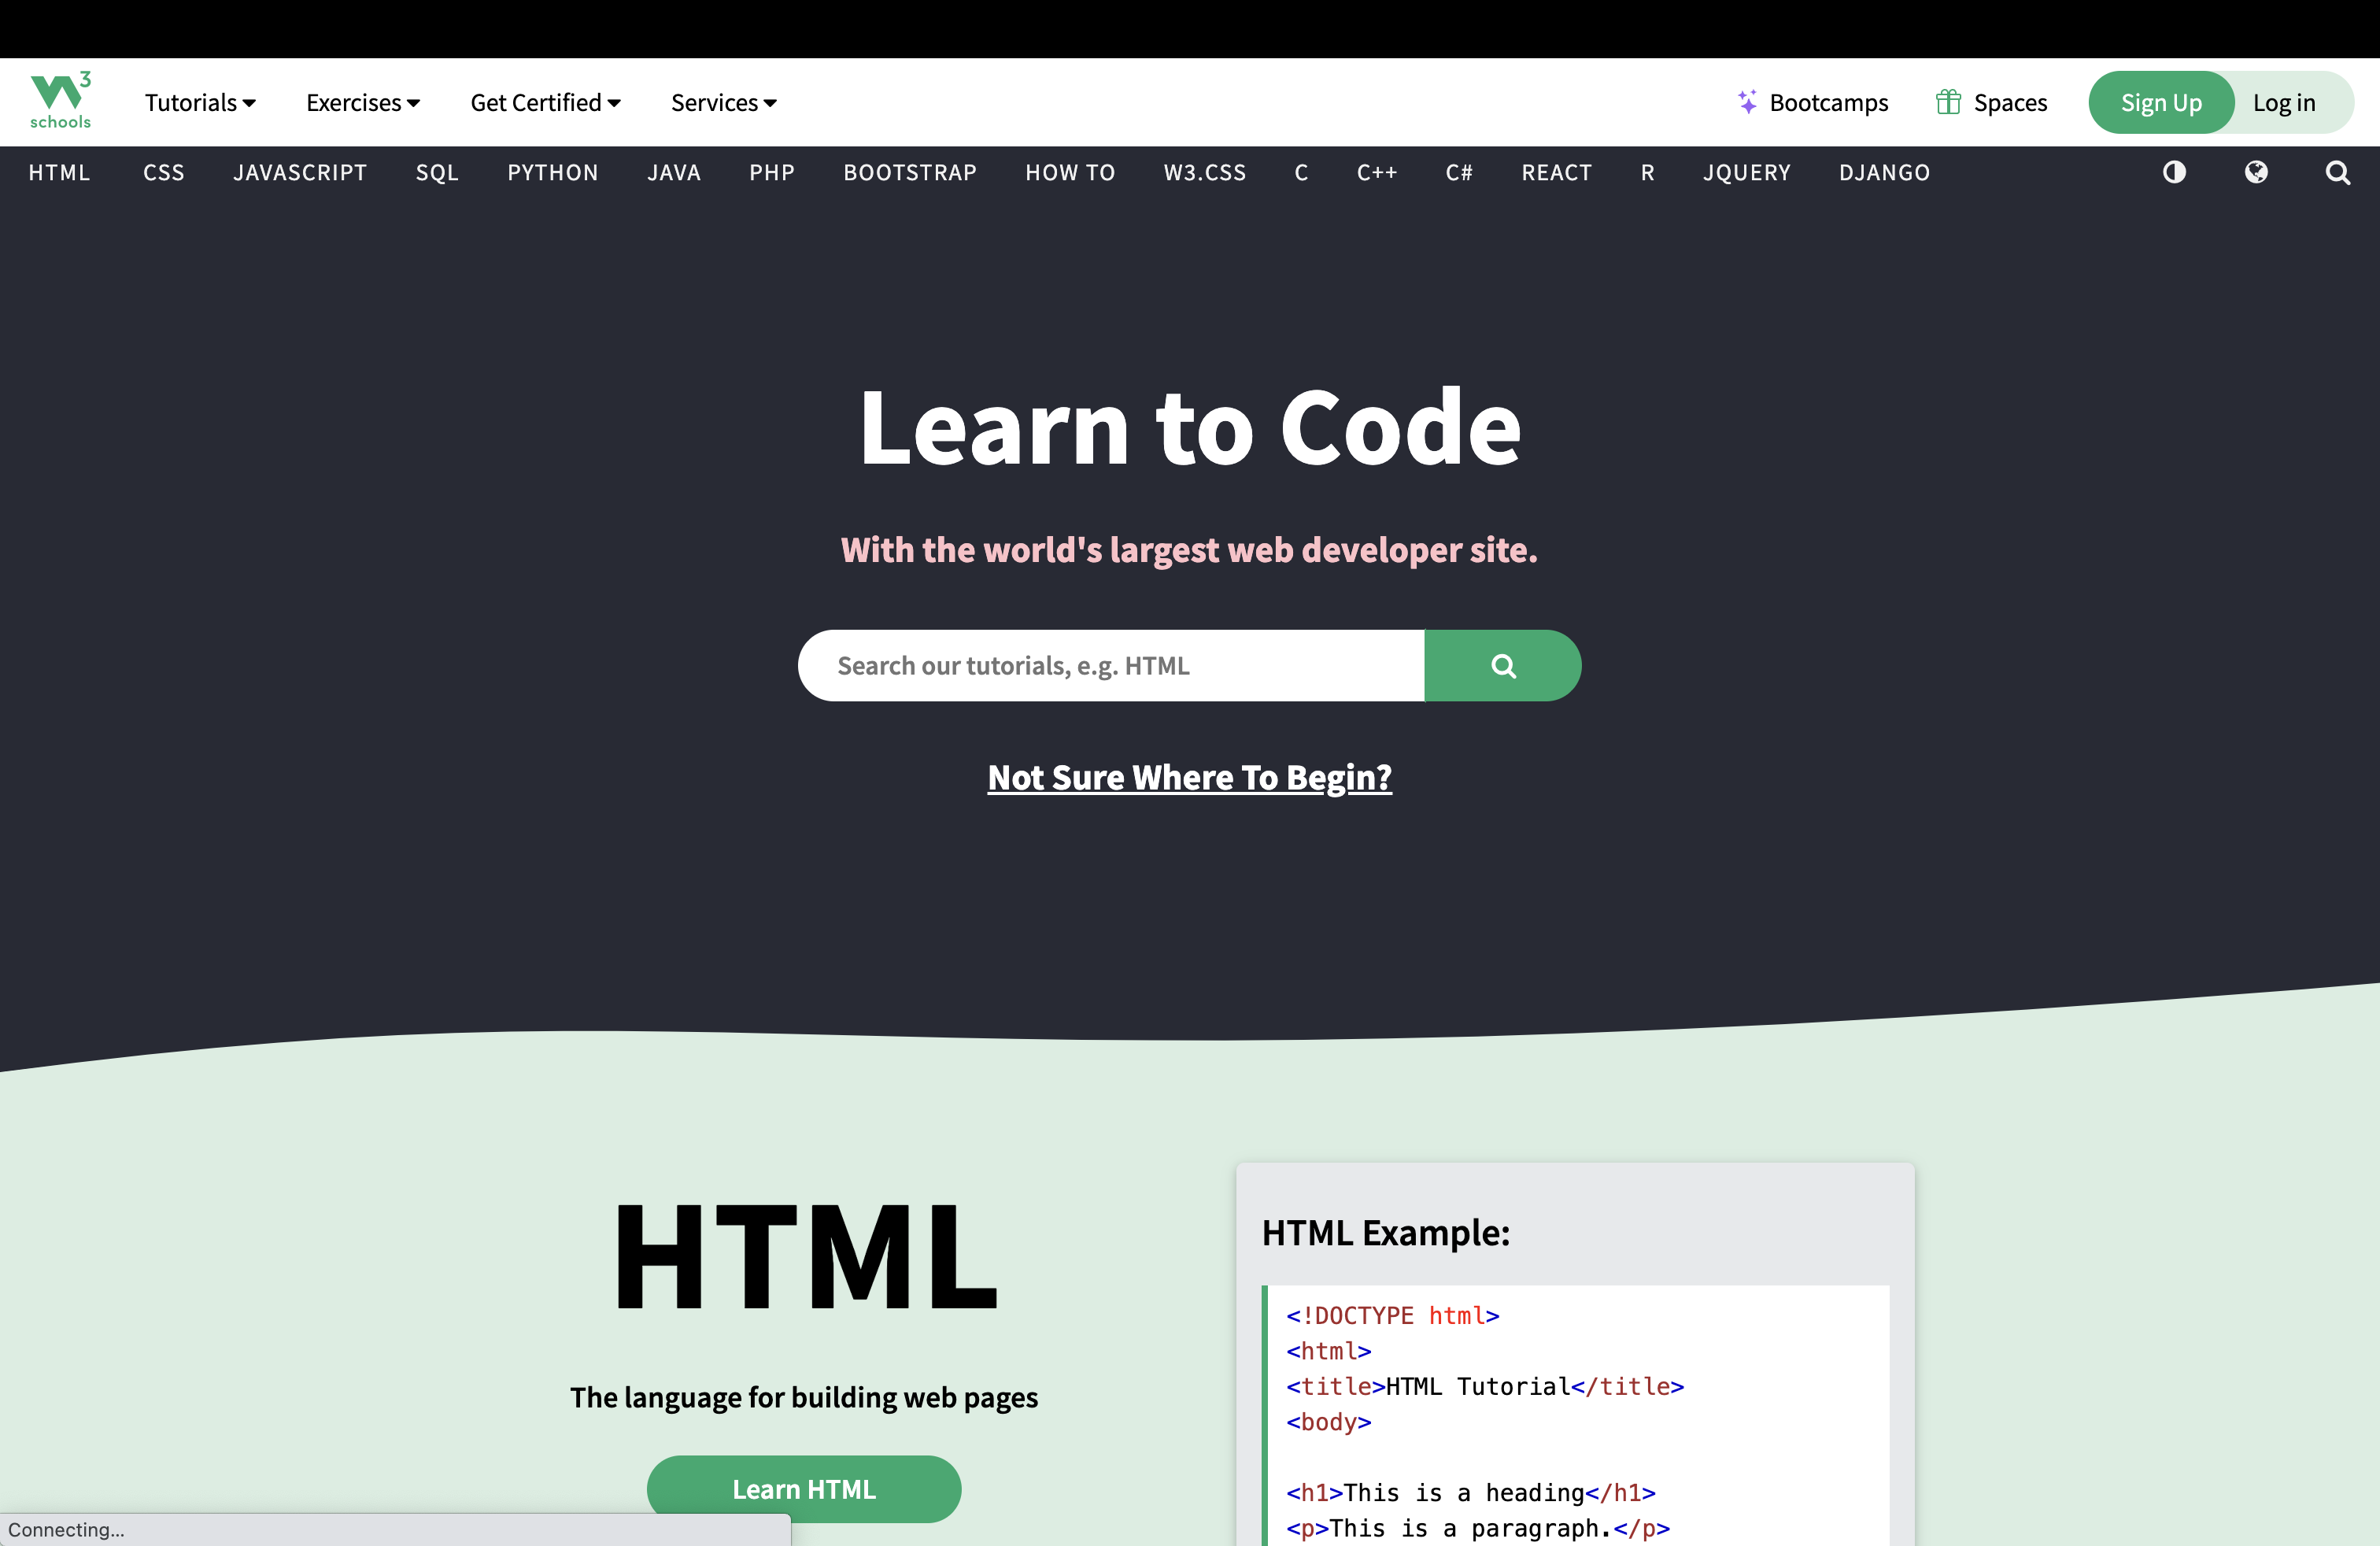 W3 schools
Tutorials Exercises Get Certified Services Bootcamps Spaces Sign Up Log in
HTML CSS JAVASCRIPT SQL PYTHON JAVA PHP BOOTSTRAP HOW TO W3.CSS C C++ C# REACT R JQUERY DJANGO
Learn to Code
With the world's largest web developer site.
Search our tutorials, e.g. HTML
Not Sure Where To Begin?
HTML
The language for building web pages
Learn HTML
HTML Example:
<!DOCTYPE html>
<html>
<title>HTML Tutorial</title>
<body>
<h1>This is a heading</h1>
<p>This is a paragraph.</p>
Connecting...